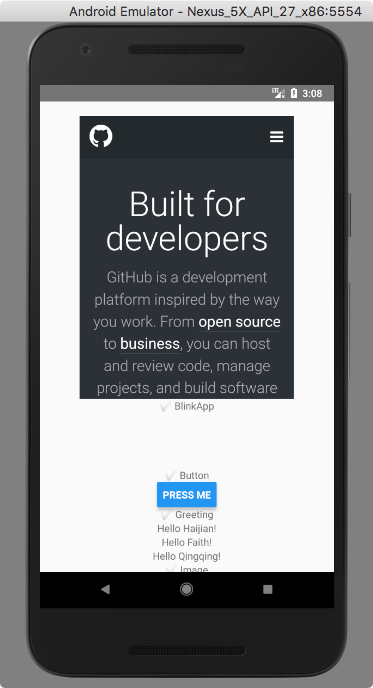 Android Emulator - Nexus_5X_API_27_x86:5554
LTE 3:08
Built for
developers
GitHub is a development
platform inspired by the way
you work. From open source
to business, you can host
and review code, manage
projects, and build software
✔ BlinkApp
✔ Button
PRESS ME
✔ Greeting
Hello Haijian!
Hello Faith!
Hello Qingqing!
✔ Image